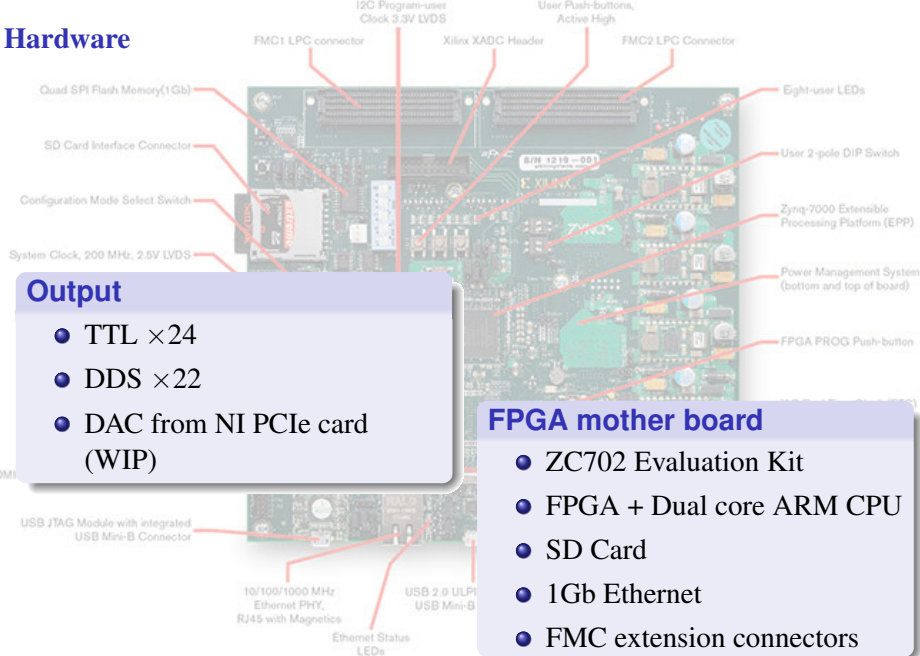 I2C Program-user
Clock 3.3V LVDS
User Push-buttons,
Active High
Hardware
FMC1 LPC connector
Xilinx XADC Header
FMC2 LPC Connector
Quad SPI Flash Memory(1Gb)
Eight-user LEDs
SD Card Interface Connector
S/N 1219-001
User 2-pole DIP Switch
XILINX
Configuration Mode Select Switch
ZYNQ
Zynq-7000 Extensible
Processing Platform (EPP)
System Clock, 200 MHz, 2.5V LVDS
Power Management System
(bottom and top of board)
Output
TTL ×24
DDS ×22
DAC from NI PCIe card
(WIP)
FPGA PROG Push-button
FPGA mother board
ZC702 Evaluation Kit
FPGA + Dual core ARM CPU
SD Card
1Gb Ethernet
FMC extension connectors
USB JTAG Module with integrated
USB Mini-B Connector
10/100/1000 MHz
Ethernet PHY,
RJ45 with Magnetics
USB 2.0 ULPI
USB Mini-B
Ethernet Status
LEDs